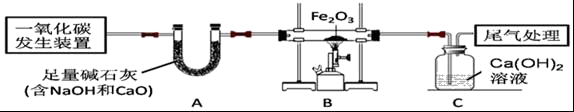 一氧化碳
发生装置
足量碱石灰
(含NaOH和CaO)
A
Fe₂O₃
B
尾气处理
Ca(OH)₂
溶液
C